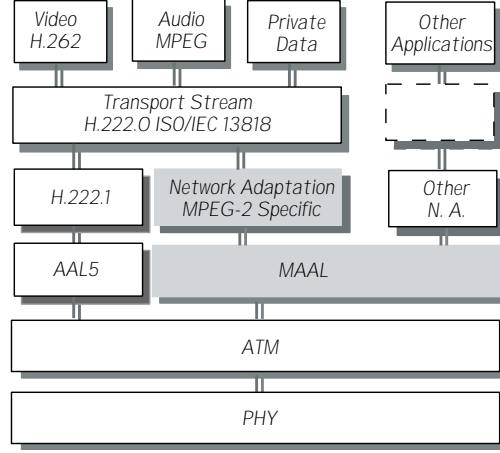 Video
H.262
Audio
MPEG
Private
Data
Other
Applications
Transport Stream
H.222.0 ISO/IEC 13818
H.222.1
Network Adaptation
MPEG-2 Specific
Other
N. A.
AAL5
MAAL
ATM
PHY